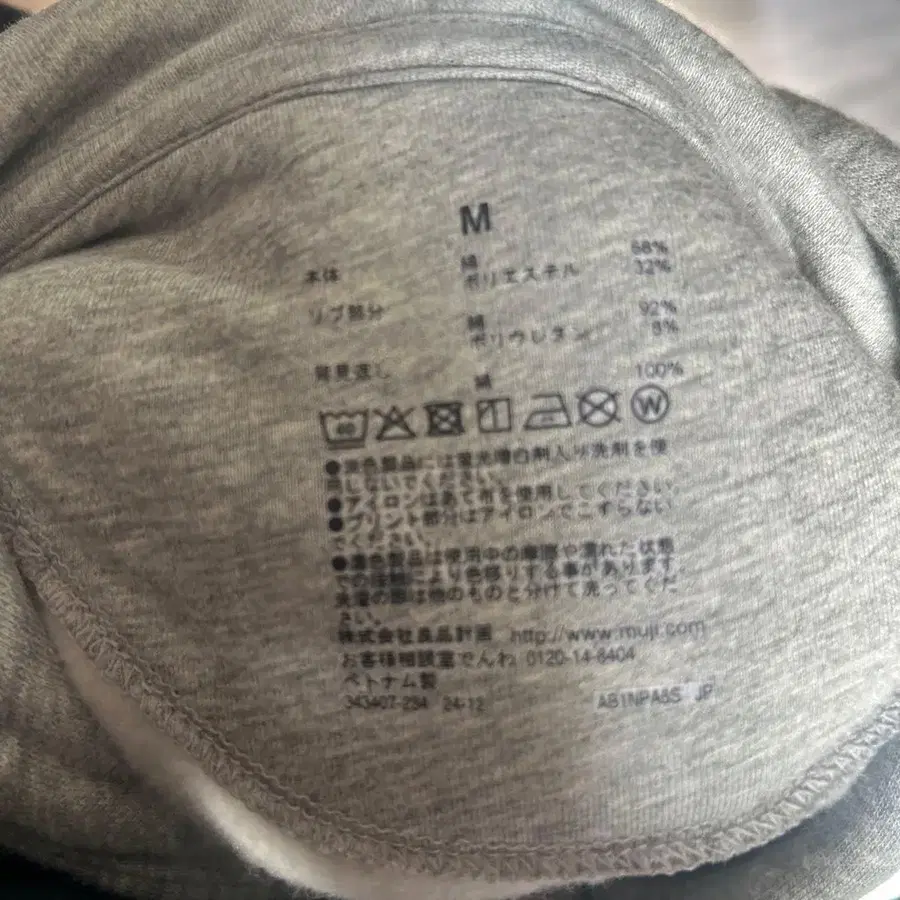 M
本体 綿 68%
ポリエステル 32%
リブ部分 綿 92%
ポリウレタン 8%
背見返し 綿 100%
40 W
●淡色製品には蛍光増白剤入り洗剤を使
用しないでください。
●アイロンはあて布を使用してください。
●プリント部分はアイロンでこすらない
でください。
●濃色製品は使用中の摩擦や濡れた状態
での接触により色移りする事があります。
洗濯の際は他のものと分けて洗ってくだ
さい。
株式会社良品計画 http://www.muji.com
お客様相談室でんわ 0120-14-6404
ベトナム製
343407-234 24-12 AB1NPA5S JP